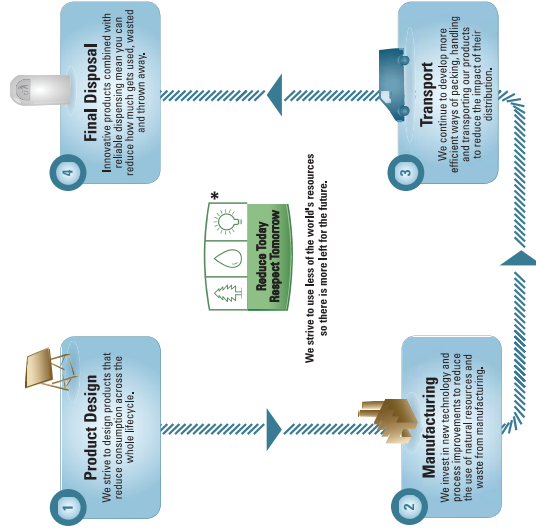 1
Product Design
We strive to design products that
reduce consumption across the
whole lifecycle.
2
Manufacturing
We invest in new technology and
process improvements to reduce
the use of natural resources and
waste from manufacturing.
3
Transport
We continue to develop more
efficient ways of packing, handling
and transporting our products
to reduce the impact of their
distribution.
4
Final Disposal
Innovative products combined with
reliable dispensing mean you can
reduce how much gets used, wasted
and thrown away.
*
Reduce Today
Respect Tomorrow
We strive to use less of the world's resources
so there is more left for the future.